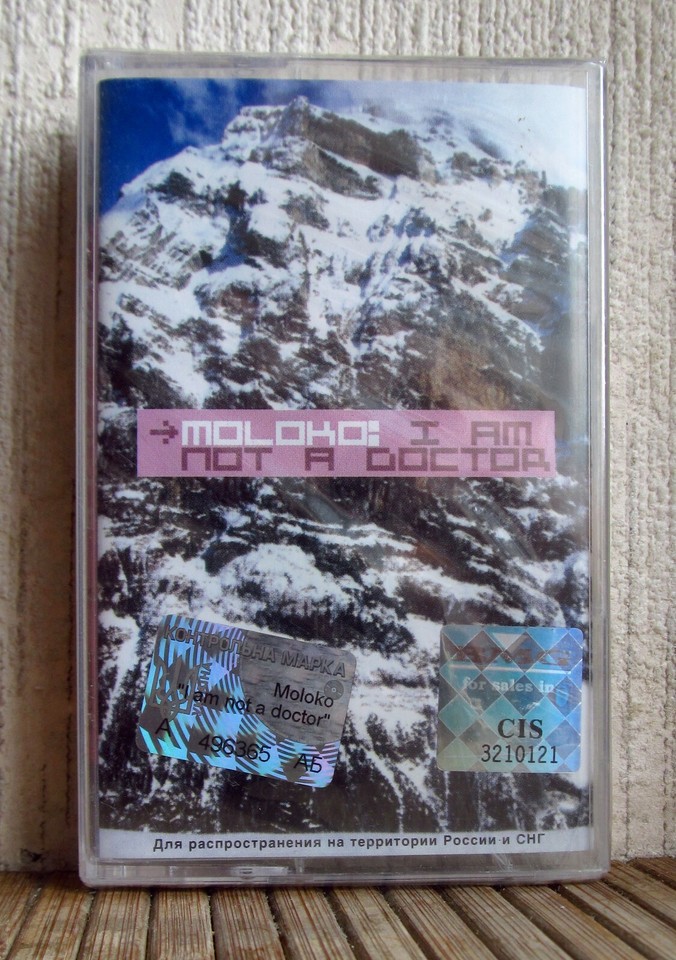 →MOLOKO: I AM
NOT A DOCTOR
КОНТРОЛЬНА МАРКА
Moloko
"I am not a doctor"
А 496365 АБ
for sales in
CIS
3210121
Для распространения на территории России и СНГ